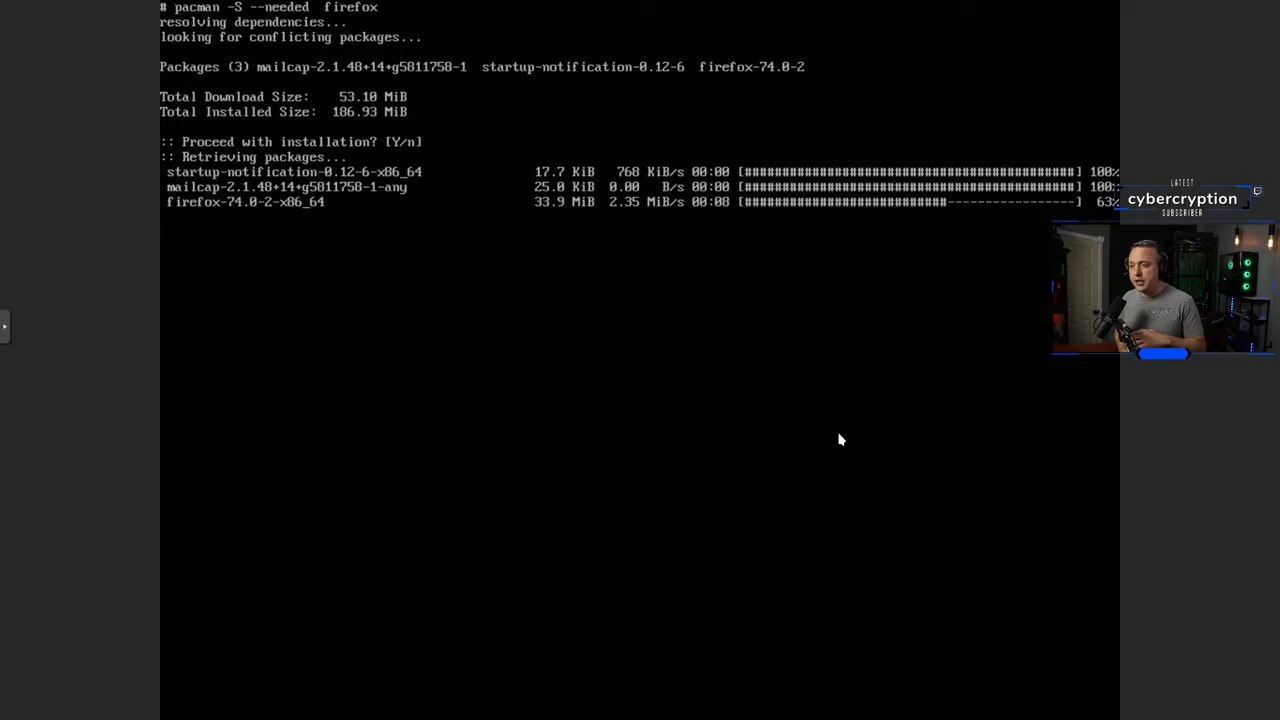 # pacman -S --needed  firefox
resolving dependencies...
looking for conflicting packages...
Packages (3) mailcap-2.1.48+14+g5811758-1  startup-notification-0.12-6  firefox-74.0-2
Total Download Size:    53.10 MiB
Total Installed Size:  186.93 MiB
:: Proceed with installation? [Y/n]
:: Retrieving packages...
startup-notification-0.12-6-x86_64 17.7 KiB 768 KiB/s 00:00 [#############################################] 100%
mailcap-2.1.48+14+g5811758-1-any 25.0 KiB 0.00 B/s 00:00 [#############################################] 100%
firefox-74.0-2-x86_64 33.9 MiB 2.35 MiB/s 00:08 [############################-----------------] 63%
LATEST
cybercryption
SUBSCRIBER